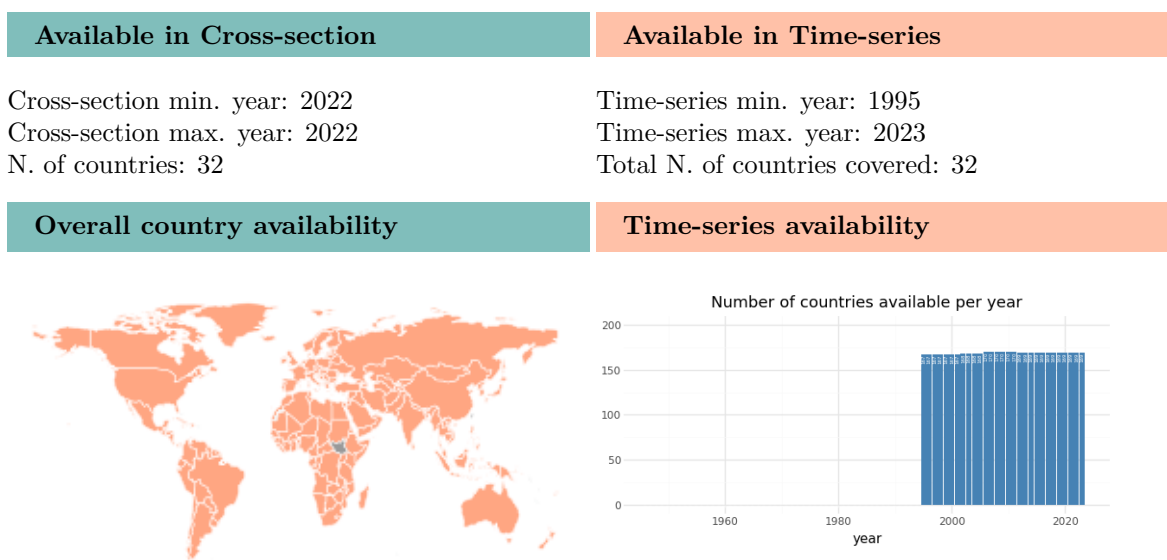 Available in Cross-section
Available in Time-series
Cross-section min. year: 2022
Cross-section max. year: 2022
N. of countries: 32
Time-series min. year: 1995
Time-series max. year: 2023
Total N. of countries covered: 32
Overall country availability
Time-series availability
Number of countries available per year
200
150
100
50
0
1960 1980 2000 2020
year